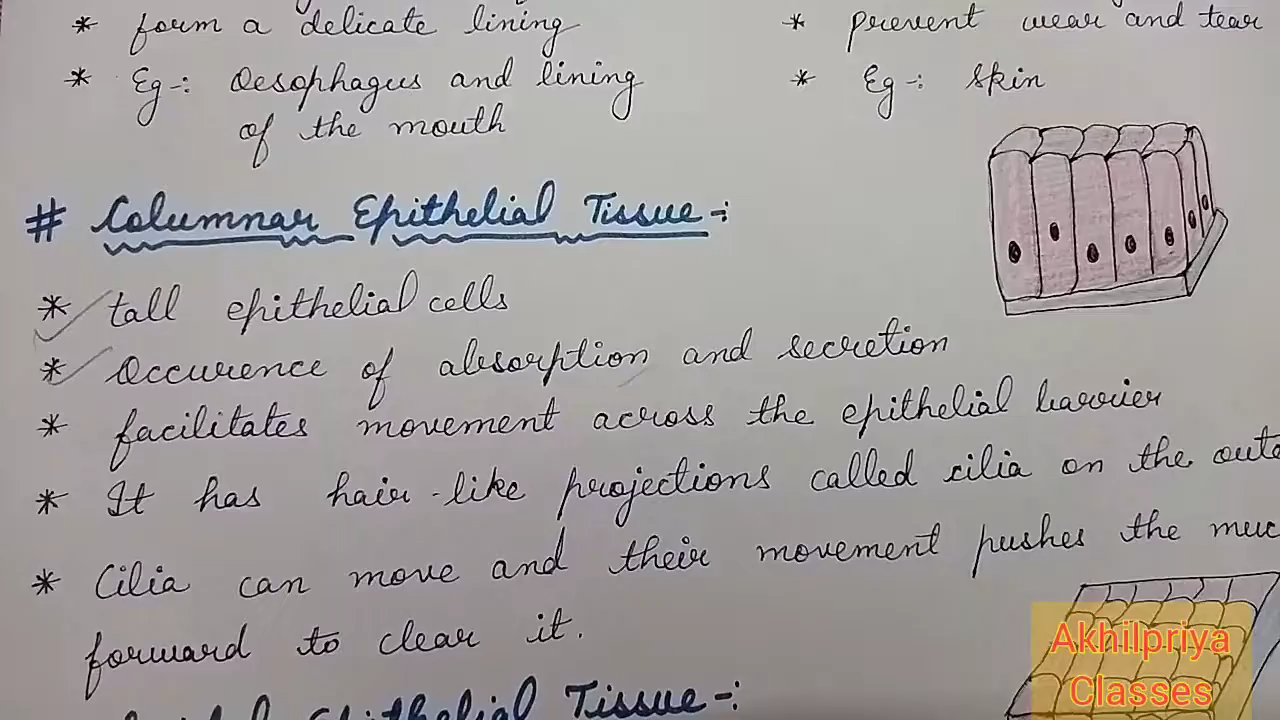 * form a delicate lining
* prevent wear and tear
* Eg-: Oesophagus and lining
of the mouth
* Eg-: Skin
# Columnar Epithelial Tissue-:
* tall epithelial cells
* Occurence of absorption and secretion
* facilitates movement across the epithelial barrier
* It has hair-like projections called cilia on the
* Cilia can move and their movement pushes the
forward to clear it.
Tissue-:
Akhilpriya
Classes